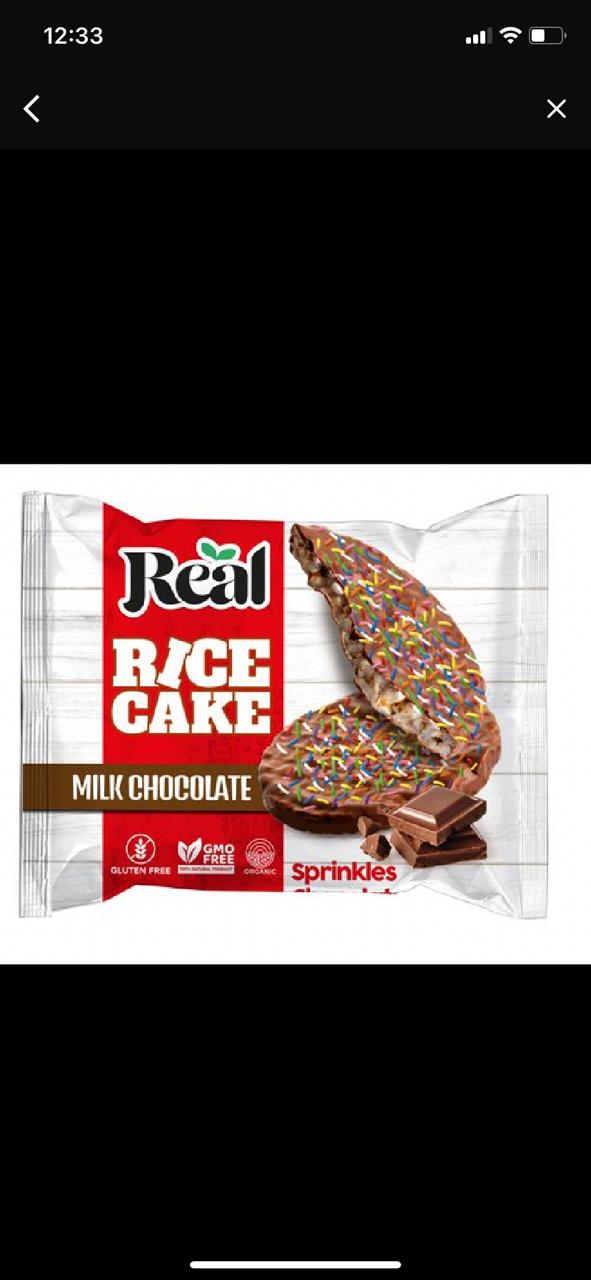 12:33
Real
RICE
CAKE
MILK CHOCOLATE
GLUTEN FREE
GMO
FREE
100% NATURAL PRODUCT
ORGANIC
Sprinkles